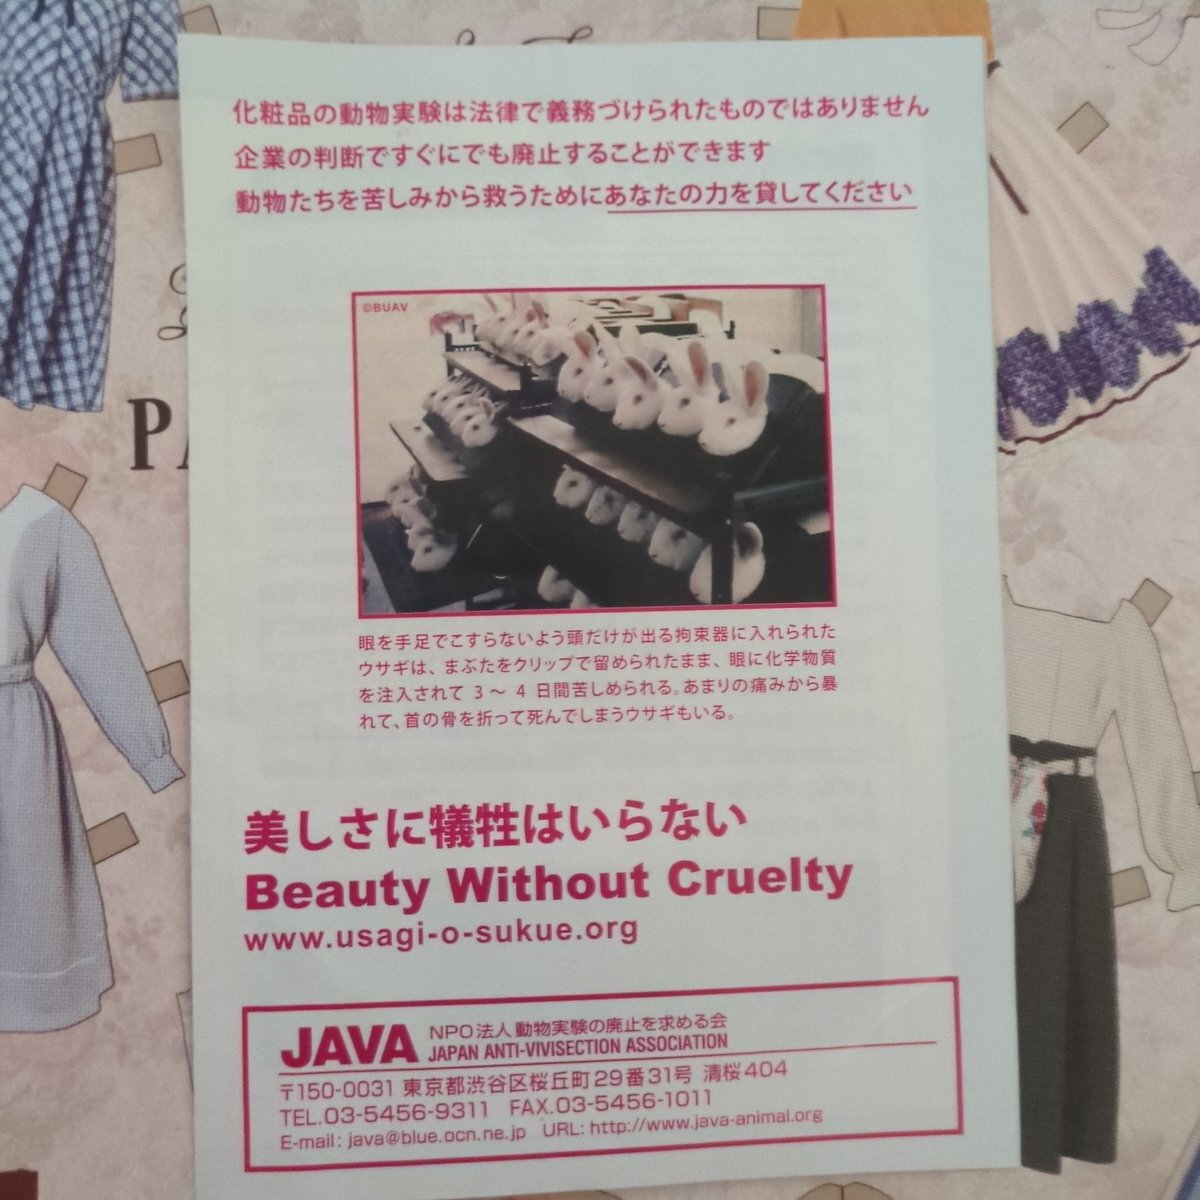 化粧品の動物実験は法律で義務づけられたものではありません
企業の判断ですぐにでも廃止することができます
動物たちを苦しみから救うためにあなたの力を貸してください
©BUAV
眼を手足でこすらないよう頭だけが出る拘束器に入れられた
ウサギは、まぶたをクリップで留められたまま、眼に化学物質
を注入されて 3〜 4 日間苦しめられる。あまりの痛みから暴
れて、首の骨を折って死んでしまうウサギもいる。
美しさに犠牲はいらない
Beauty Without Cruelty
www.usagi-o-sukue.org
JAVA NPO法人 動物実験の廃止を求める会
JAPAN ANTI-VIVISECTION ASSOCIATION
〒150-0031 東京都渋谷区桜丘町29番31号 清桜404
TEL.03-5456-9311 FAX.03-5456-1011
E-mail: java@blue.ocn.ne.jp URL: http://www.java-animal.org